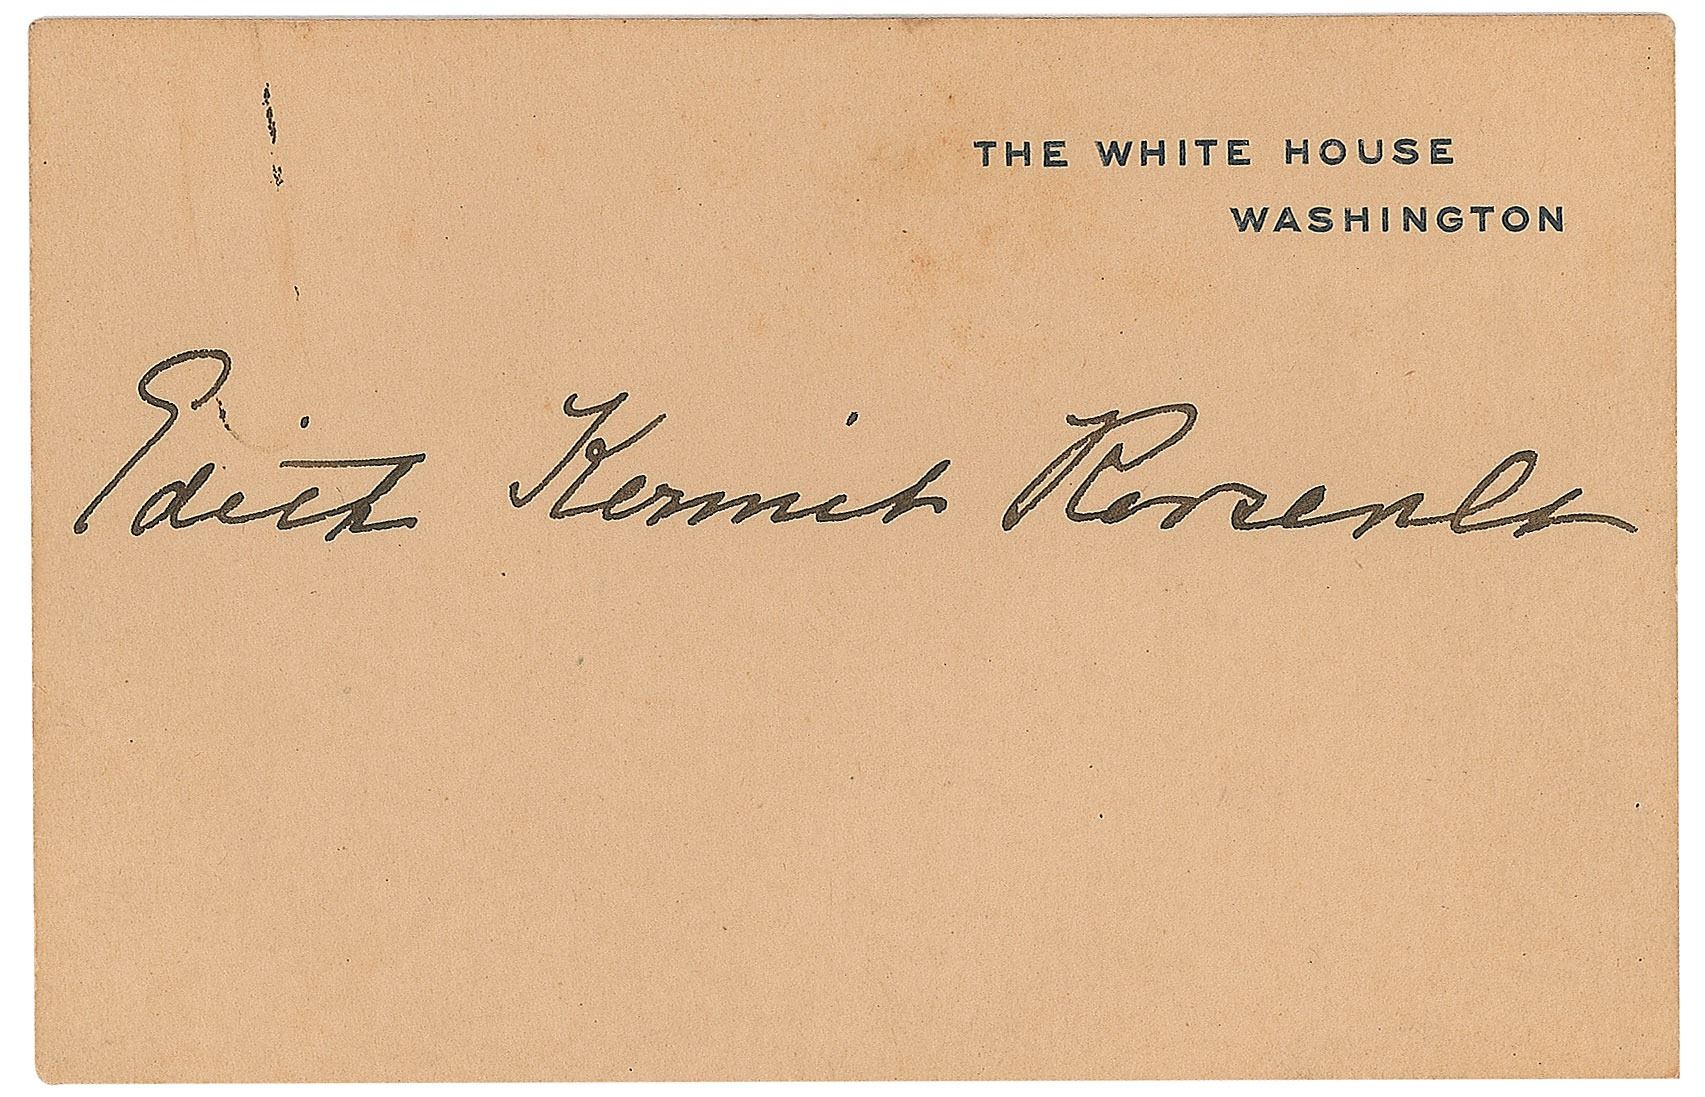 THE WHITE HOUSE
WASHINGTON
Edith Kermit Roosevelt